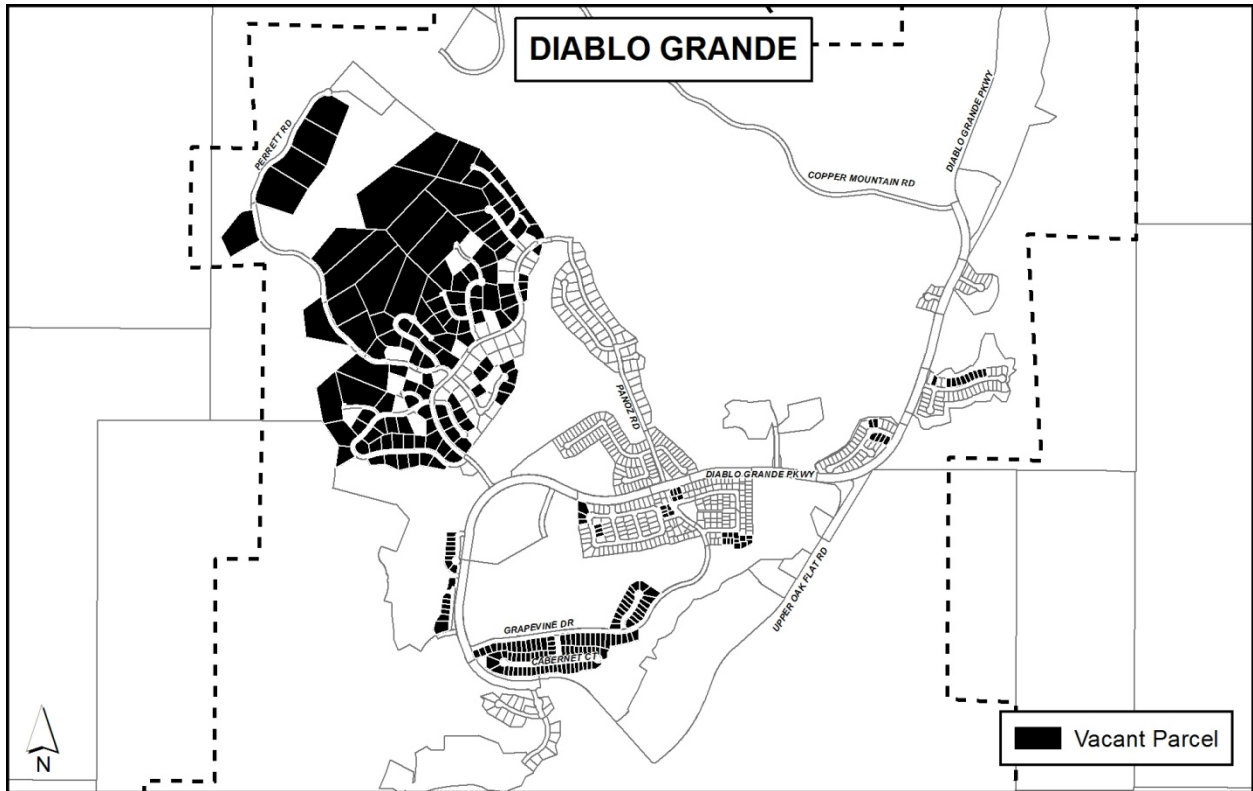 DIABLO GRANDE
DIABLO GRANDE PKWY
PERRETT RD
COPPER MOUNTAIN RD
PANOZ RD
DIABLO GRANDE PKWY
UPPER OAK FLAT RD
GRAPEVINE DR
CABERNET CT
Vacant Parcel
N